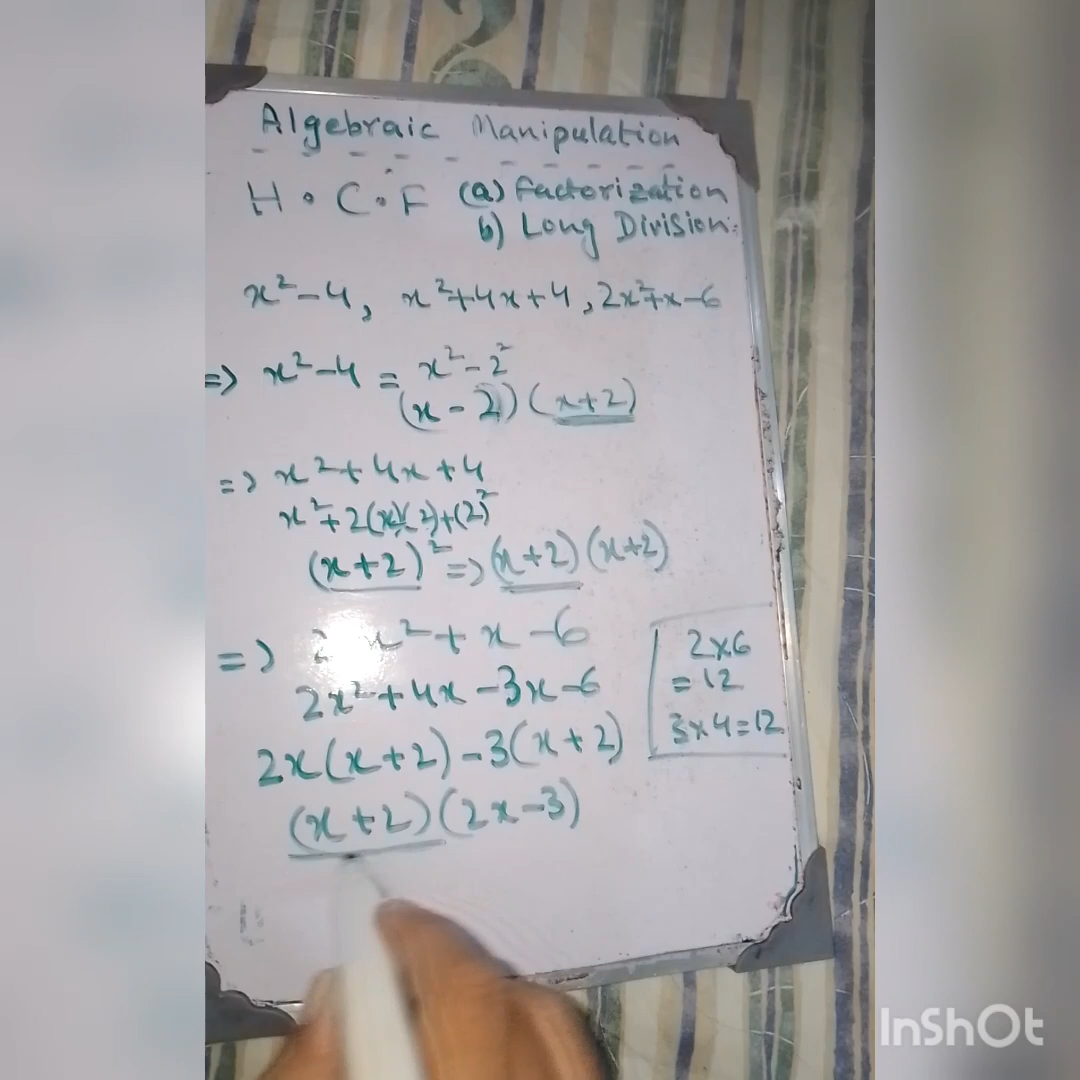 Algebraic Manipulation
H.C.F (a) Factorization
b) Long Division:
x²-4, x²+4x+4, 2x²+x-6
=> x²-4 = x²-2²
(x-2)(x+2)
=> x²+4x+4
x²+2(x)(2)+(2)²
(x+2)² => (x+2)(x+2)
=> 2x²+x-6
2x²+4x-3x-6
2x(x+2)-3(x+2)
(x+2)(2x-3)
2x6
=12
3x4=12
InShOt